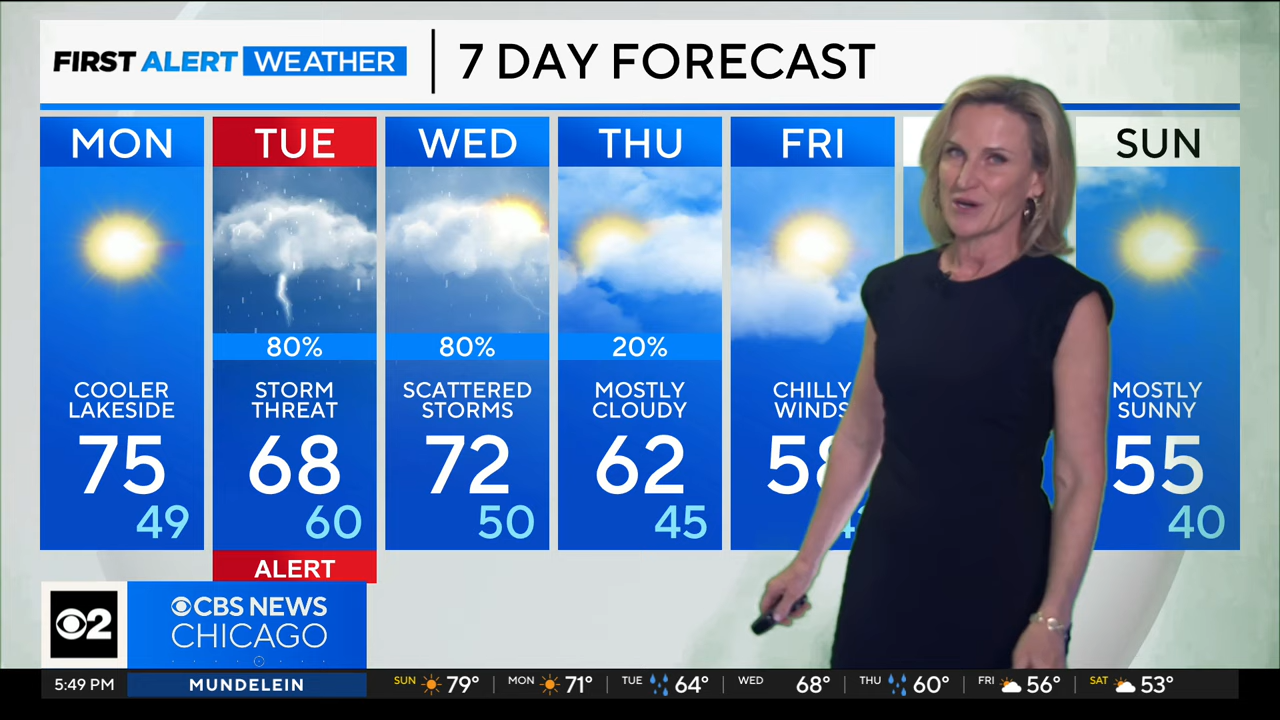 FIRST ALERT WEATHER
7 DAY FORECAST
MON
TUE
WED
THU
FRI
SUN
80%
80%
20%
COOLER
LAKESIDE
STORM
THREAT
SCATTERED
STORMS
MOSTLY
CLOUDY
CHILLY
WINDS
MOSTLY
SUNNY
75
68
72
62
58
55
49
60
50
45
40
ALERT
2
CBS NEWS
CHICAGO
5:49 PM
MUNDELEIN
SUN 79°
MON 71°
TUE 64°
WED 68°
THU 60°
FRI 56°
SAT 53°